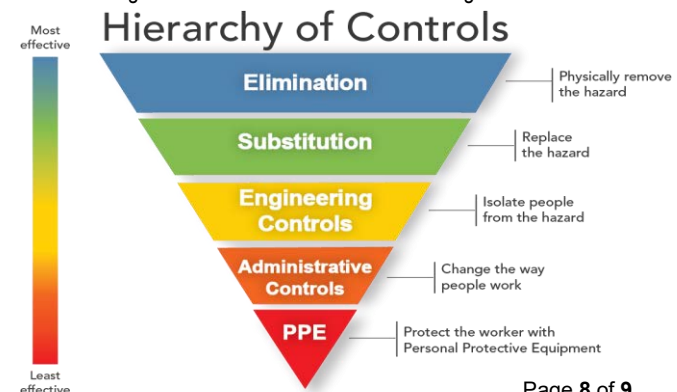 Hierarchy of Controls
Most
effective
Elimination
Physically remove
the hazard
Substitution
Replace
the hazard
Engineering
Controls
Isolate people
from the hazard
Administrative
Controls
Change the way
people work
PPE
Protect the worker with
Personal Protective Equipment
Least
effective
Page 8 of 9